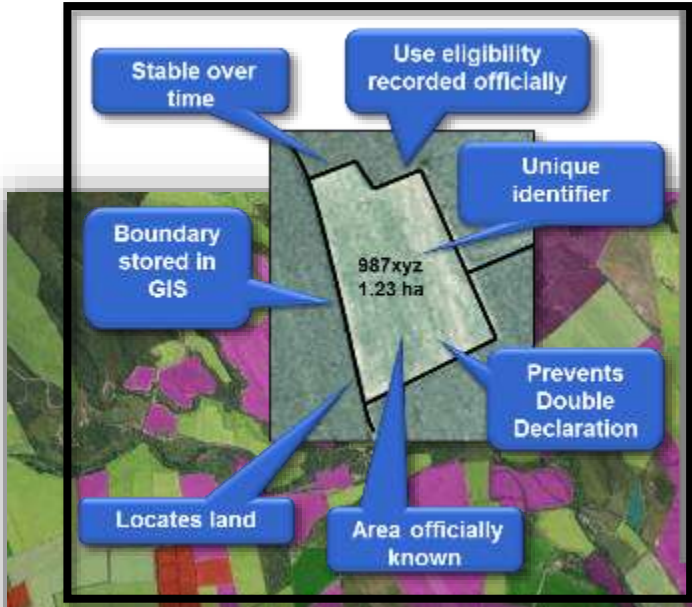 Stable over
time
Use eligibility
recorded officially
Unique
identifier
Boundary
stored in
GIS
987xyz
1.23 ha
Prevents
Double
Declaration
Locates land
Area officially
known